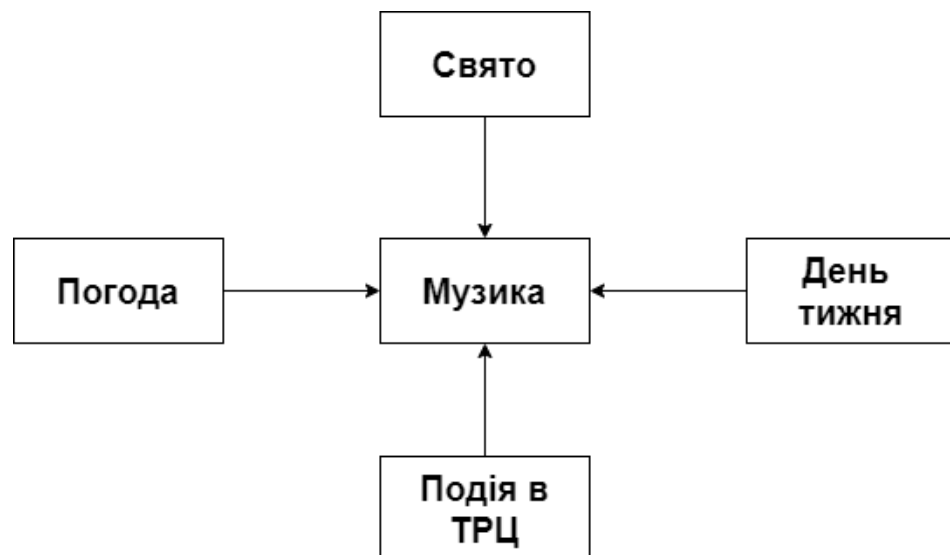 Свято
Погода
Музика
День
тижня
Подія в
ТРЦ